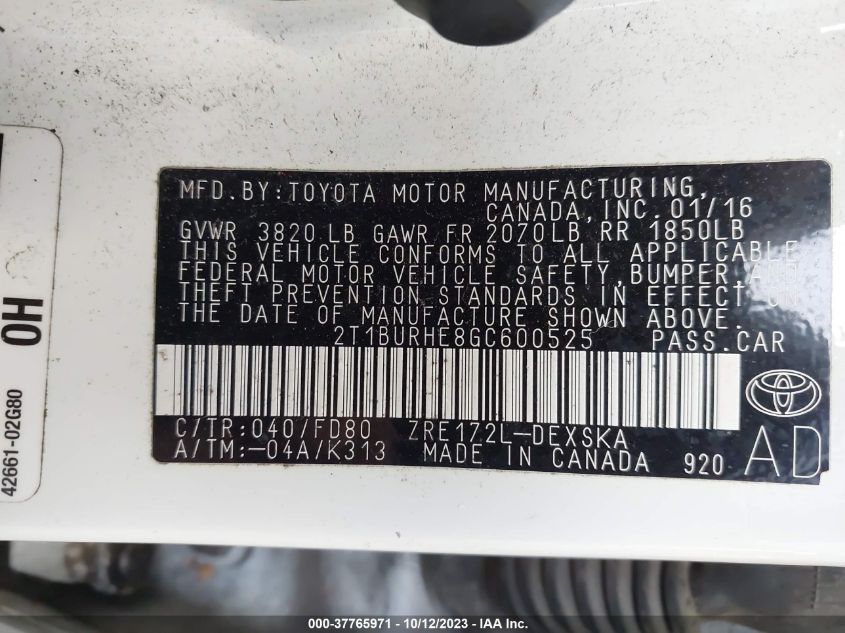 MFD.BY:TOYOTA MOTOR MANUFACTURING,
CANADA, INC. 01/16
GVWR 3820 LB GAWR FR 2070LB RR 1850LB
THIS VEHICLE CONFORMS TO ALL APPLICABLE
FEDERAL MOTOR VEHICLE SAFETY, BUMPER, AND
THEFT PREVENTION STANDARDS IN EFFECT ON
THE DATE OF MANUFACTURE SHOWN ABOVE.
2T1BURHE8GC600525 PASS.CAR
C/TR:040/FD80 ZRE172L-DEXSKA
A/TM:-04A/K313 MADE IN CANADA 920 AD
OH
42661-02G80
000-37765971 - 10/12/2023 - IAA Inc.